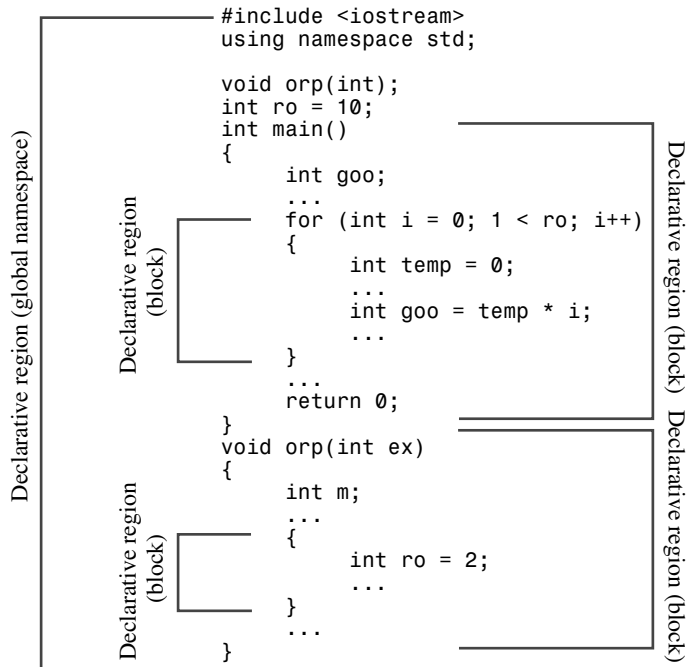 #include <iostream>
using namespace std;
void orp(int);
int ro = 10;
int main()
{
int goo;
...
for (int i = 0; 1 < ro; i++)
{
int temp = 0;
...
int goo = temp * i;
...
}
...
return 0;
}
void orp(int ex)
{
int m;
...
{
int ro = 2;
...
}
...
}
Declarative region (global namespace)
Declarative region
(block)
Declarative region
(block)
Declarative region (block)
Declarative region (block)